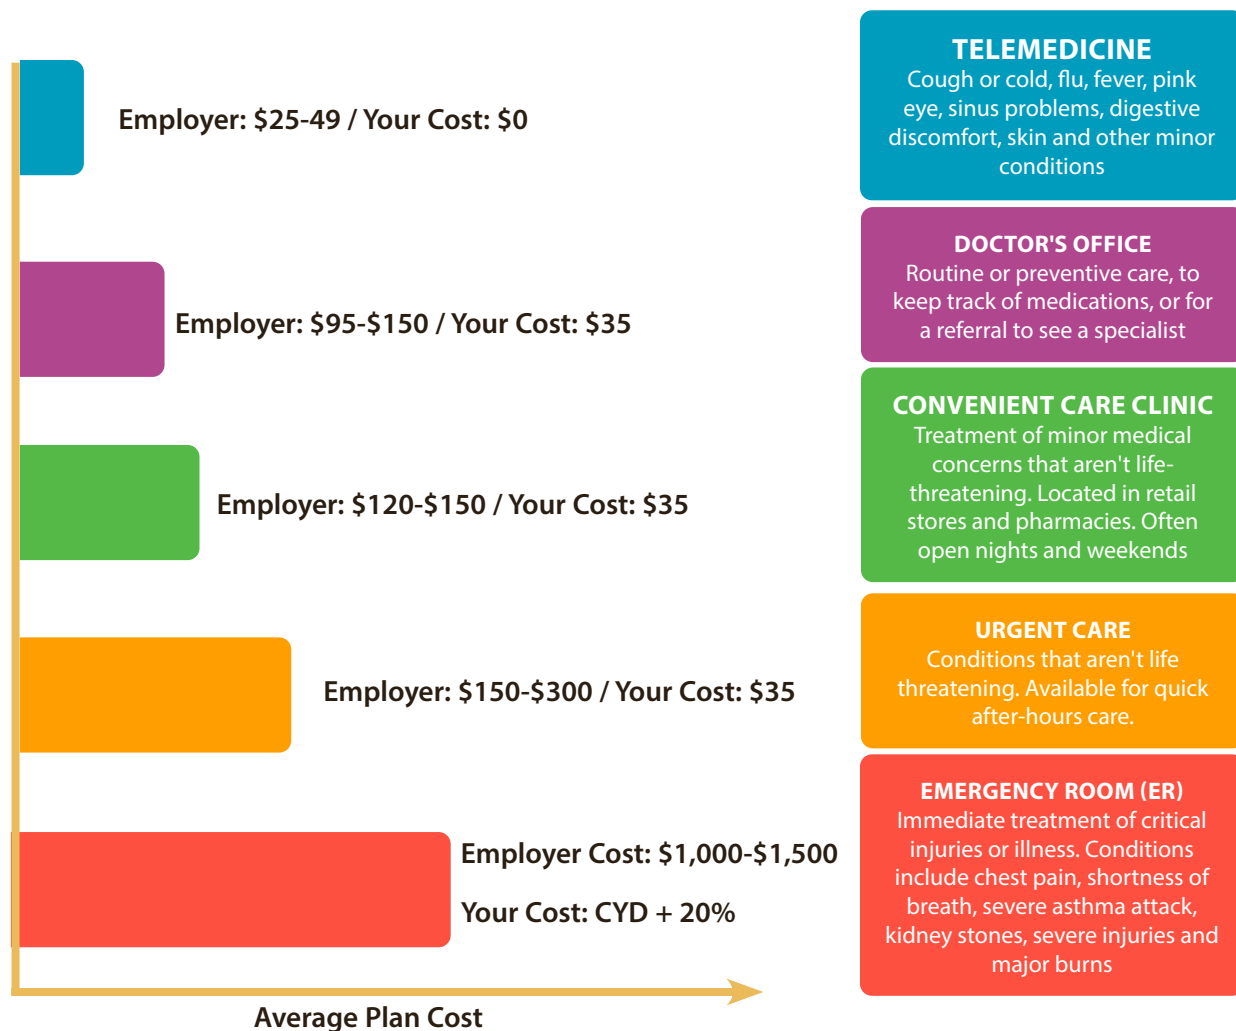 TELEMEDICINE
Cough or cold, flu, fever, pink
eye, sinus problems, digestive
discomfort, skin and other minor
conditions
Employer: $25-49 / Your Cost: $0
DOCTOR'S OFFICE
Routine or preventive care, to
keep track of medications, or for
a referral to see a specialist
Employer: $95-$150 / Your Cost: $35
CONVENIENT CARE CLINIC
Treatment of minor medical
concerns that aren't life-
threatening. Located in retail
stores and pharmacies. Often
open nights and weekends
Employer: $120-$150 / Your Cost: $35
URGENT CARE
Conditions that aren't life
threatening. Available for quick
after-hours care.
Employer: $150-$300 / Your Cost: $35
EMERGENCY ROOM (ER)
Immediate treatment of critical
injuries or illness. Conditions
include chest pain, shortness of
breath, severe asthma attack,
kidney stones, severe injuries and
major burns
Employer Cost: $1,000-$1,500
Your Cost: CYD + 20%
Average Plan Cost